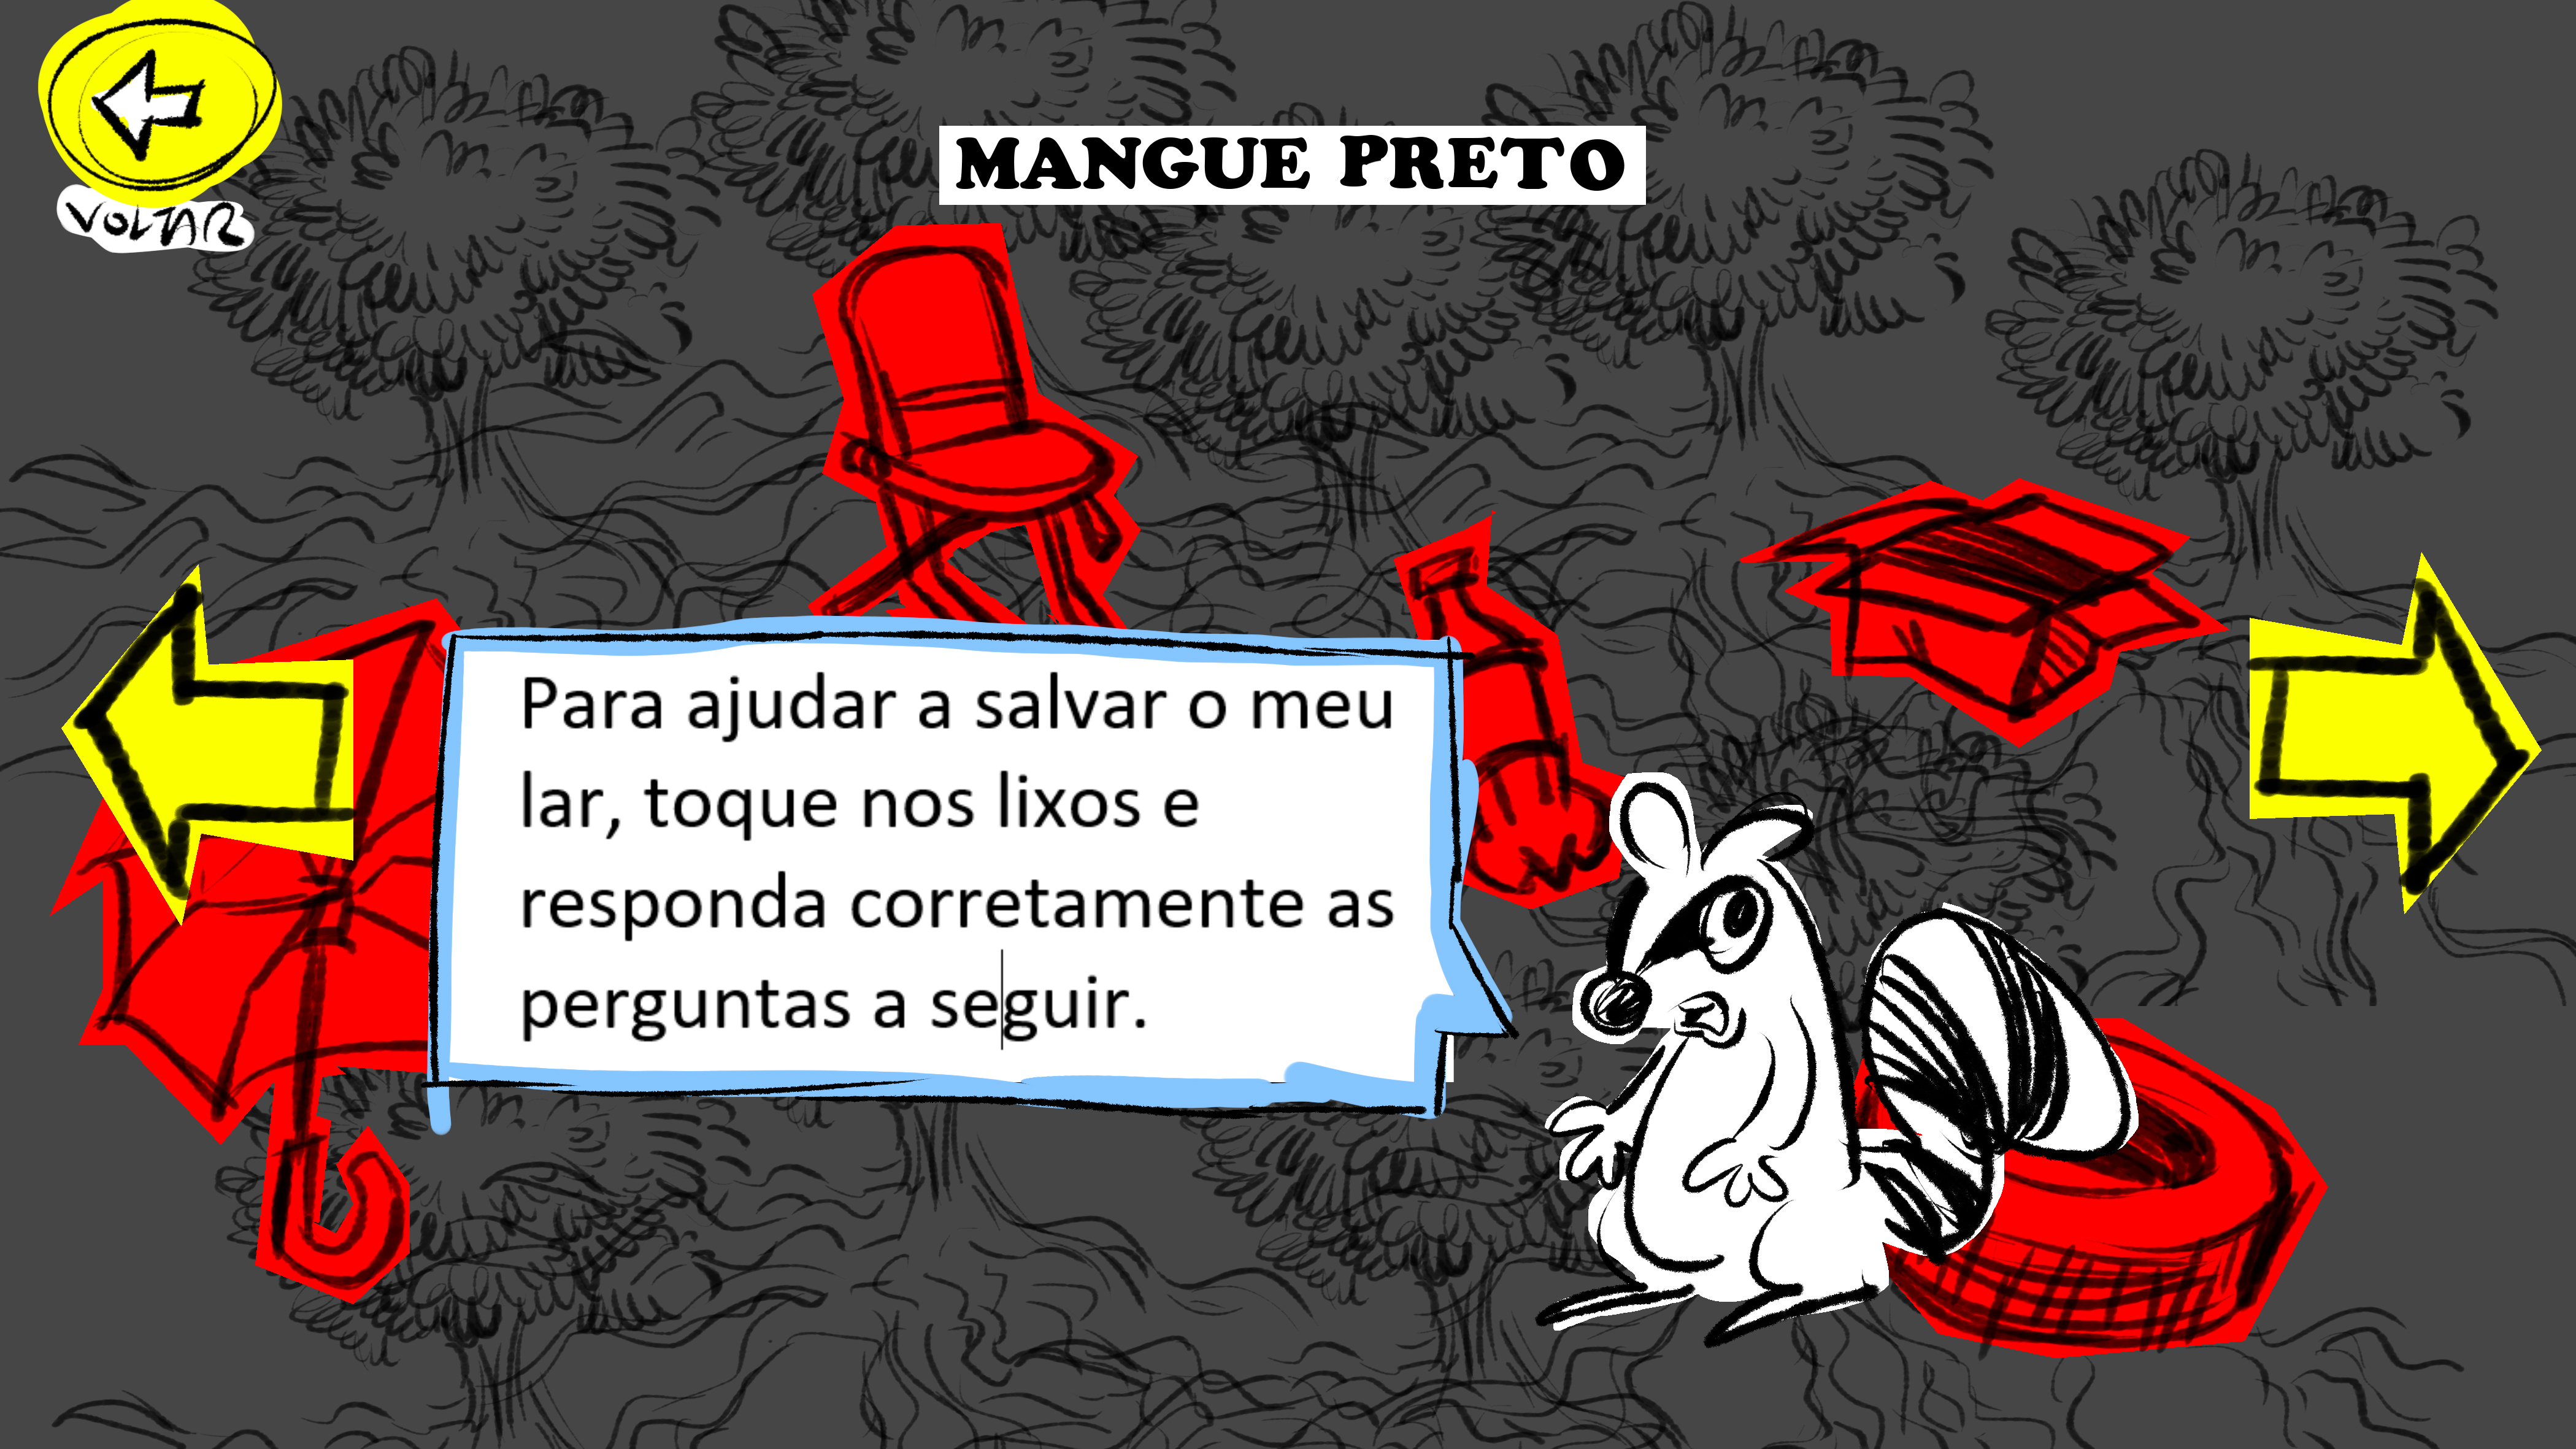 VOLTAR
MANGUE PRETO
Para ajudar a salvar o meu
lar, toque nos lixos e
responda corretamente as
perguntas a seguir.